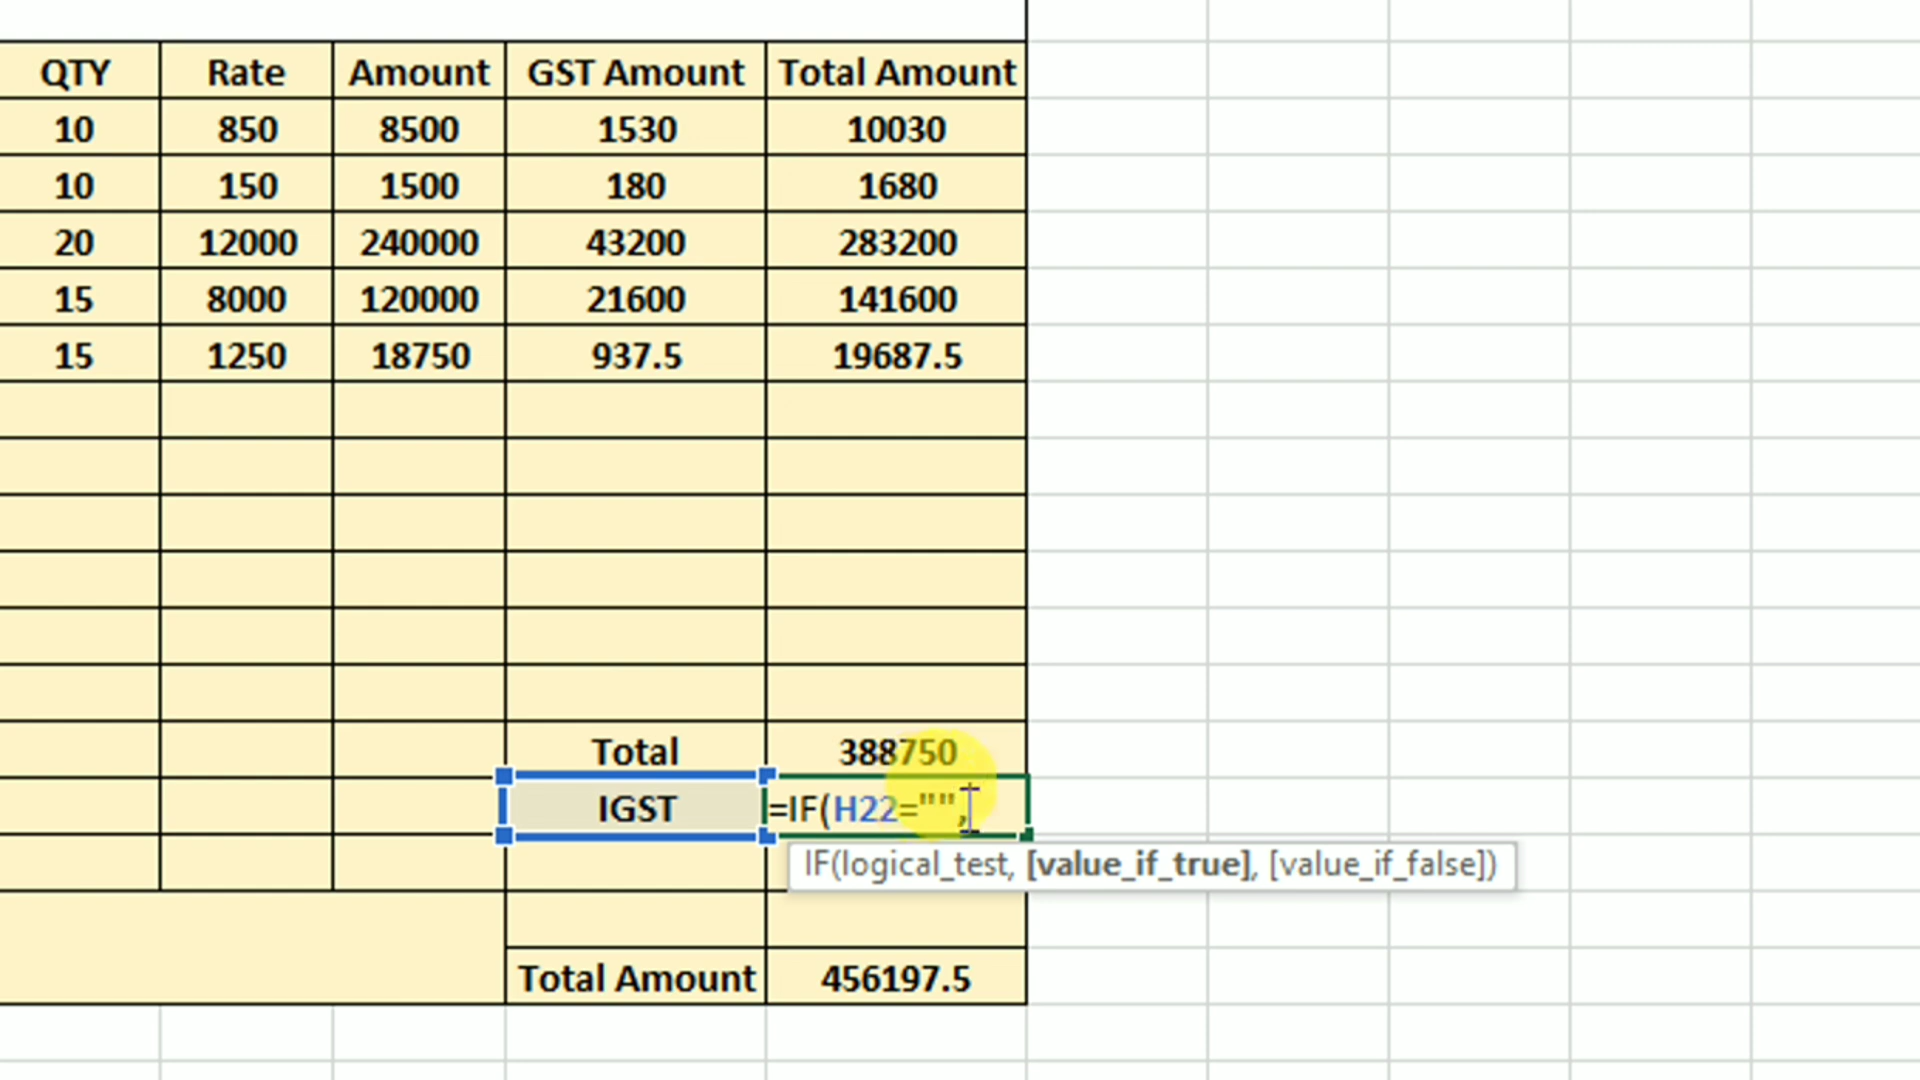 QTY Rate Amount GST Amount Total Amount
10 850 8500 1530 10030
10 150 1500 180 1680
20 12000 240000 43200 283200
15 8000 120000 21600 141600
15 1250 18750 937.5 19687.5
Total 388750
IGST =IF(H22="",
IF(logical_test, [value_if_true], [value_if_false])
Total Amount 456197.5